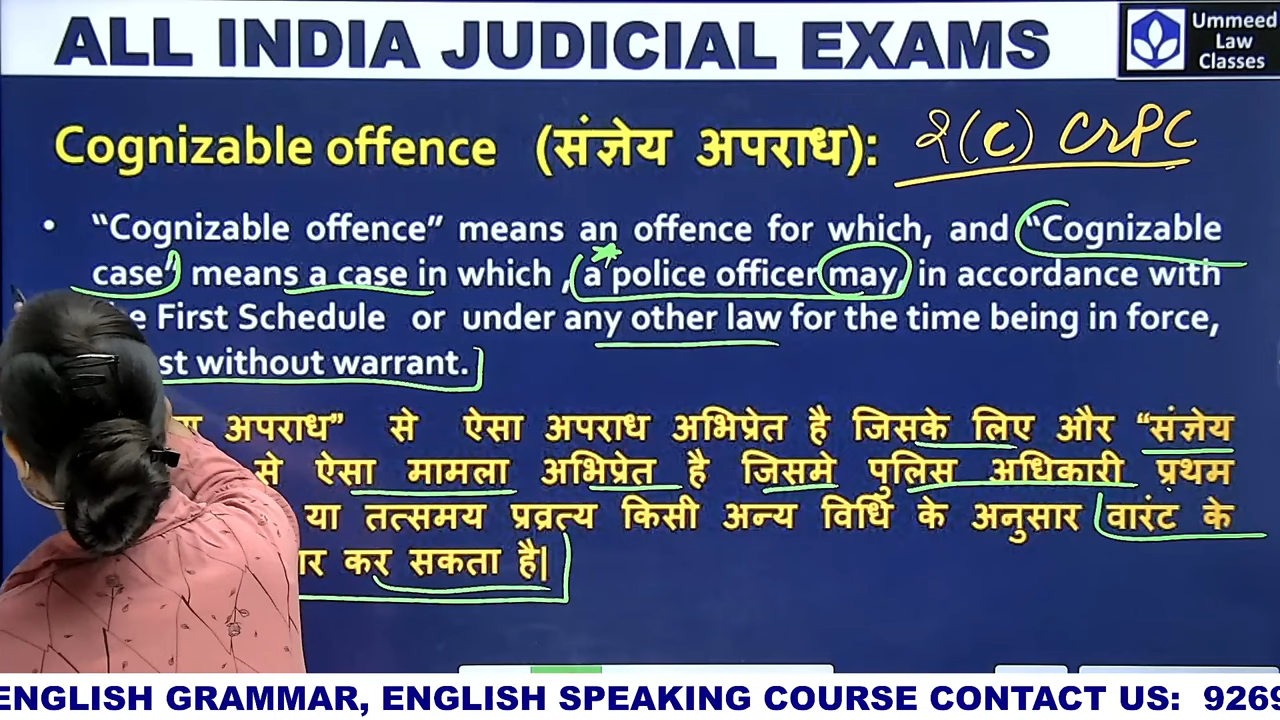 ALL INDIA JUDICIAL EXAMS
Ummeed
Law
Classes
Cognizable offence (संज्ञेय अपराध): 2(c) CrPC
• “Cognizable offence” means an offence for which, and “Cognizable
case” means a case in which , a police officer may, in accordance with
First Schedule or under any other law for the time being in force,
without warrant.
अपराध” से ऐसा अपराध अभिप्रेत है जिसके लिए और “संज्ञेय
से ऐसा मामला अभिप्रेत है जिसमे पुलिस अधिकारी प्रथम
या तत्समय प्रव्रत्य किसी अन्य विधि के अनुसार वारंट के
कर सकता है|
ENGLISH GRAMMAR, ENGLISH SPEAKING COURSE CONTACT US: 9269